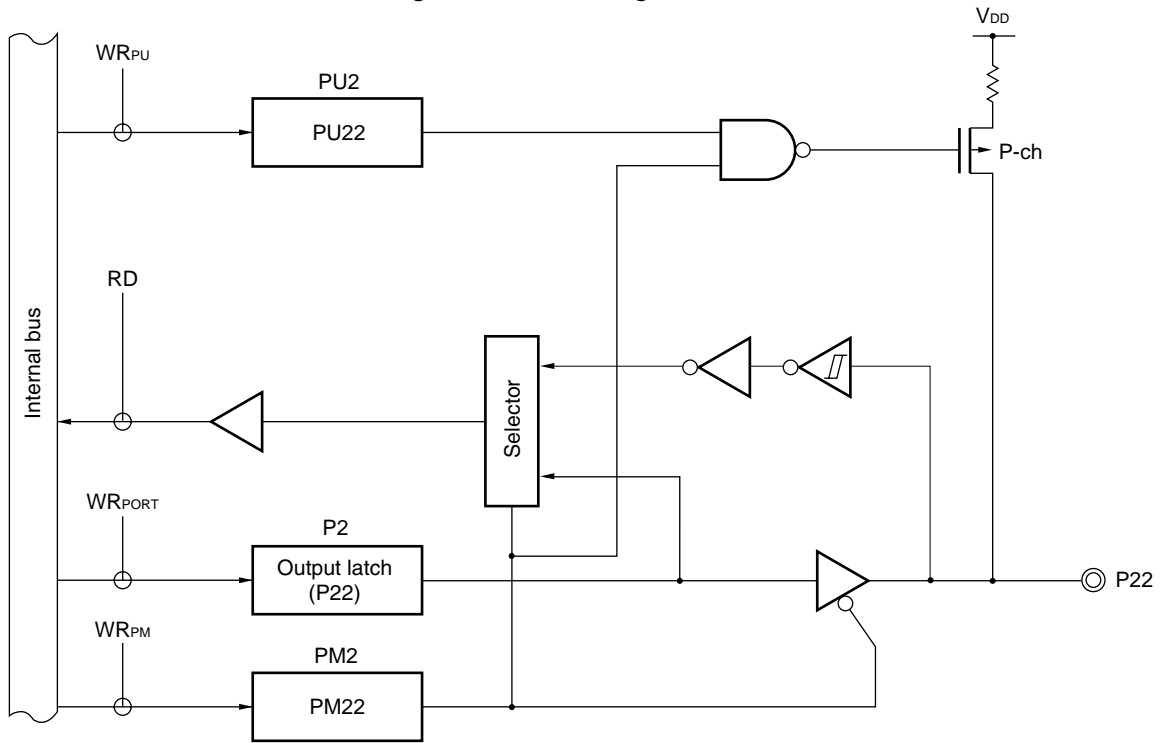 VDD
WRPU
PU2
PU22
P-ch
RD
Internal bus
Selector
WRPORT
P2
Output latch
(P22)
P22
WRPM
PM2
PM22